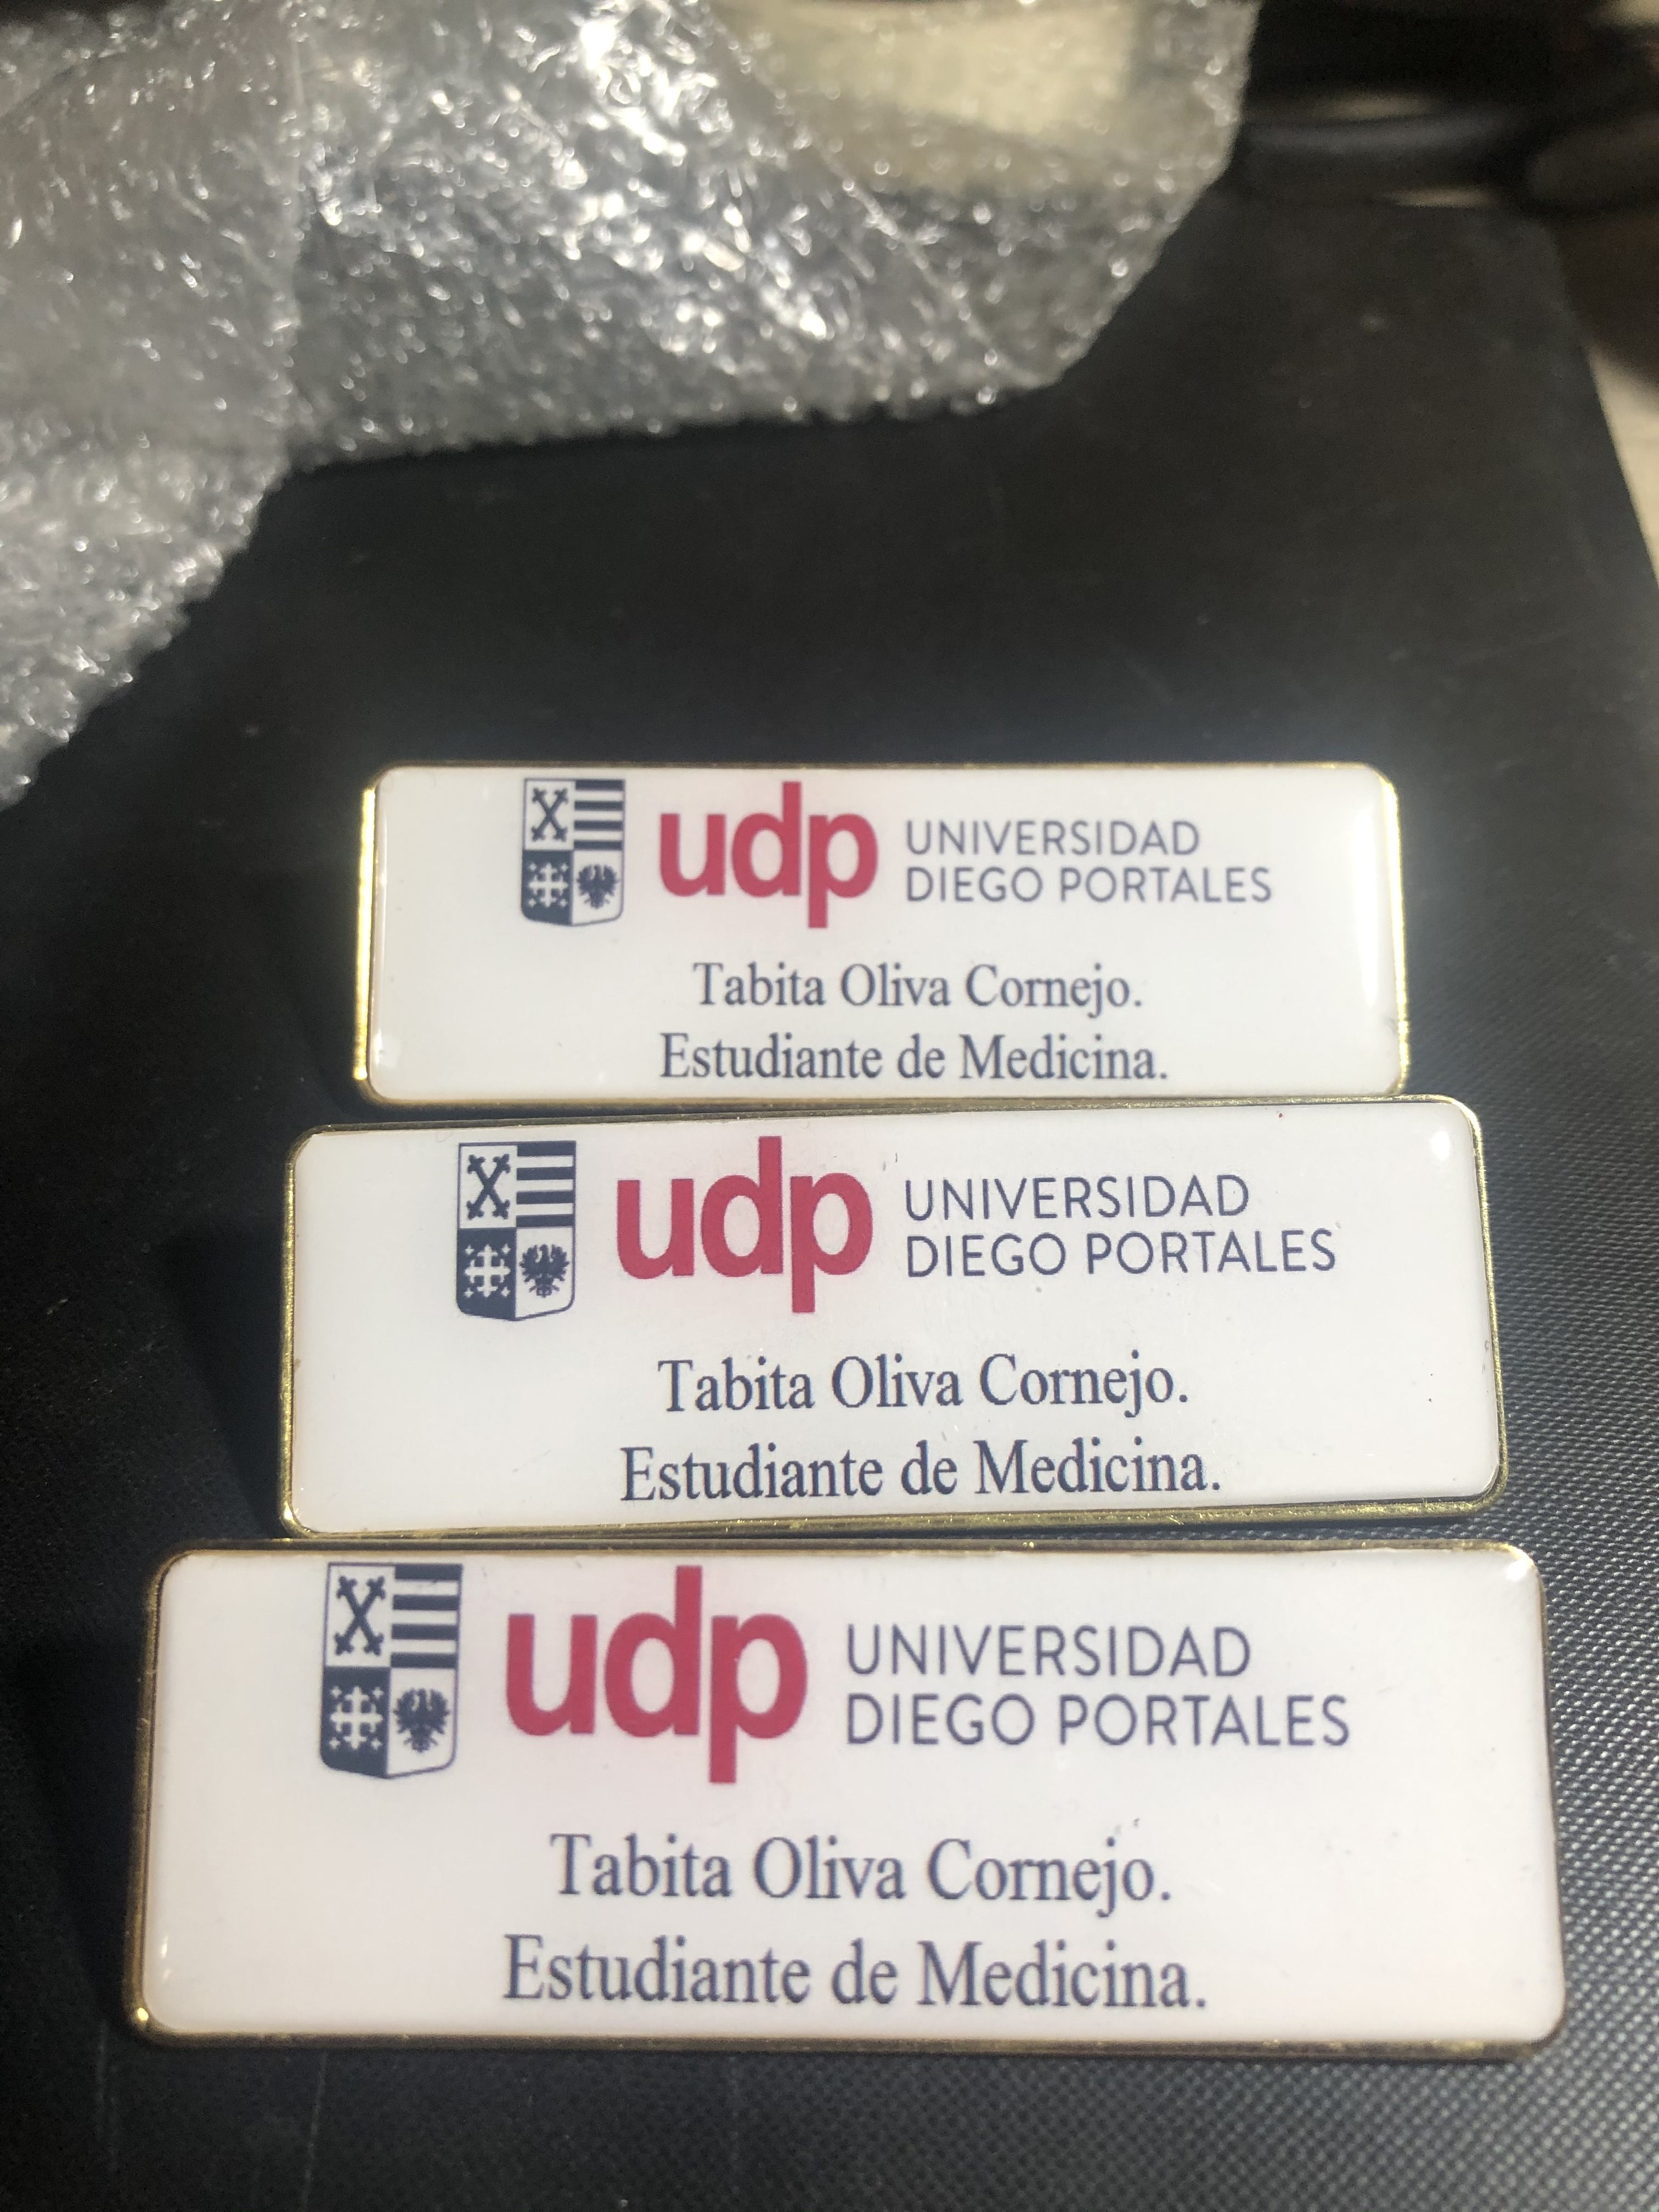 udp UNIVERSIDAD
DIEGO PORTALES
Tabita Oliva Cornejo.
Estudiante de Medicina.
udp UNIVERSIDAD
DIEGO PORTALES
Tabita Oliva Cornejo.
Estudiante de Medicina.
udp UNIVERSIDAD
DIEGO PORTALES
Tabita Oliva Cornejo.
Estudiante de Medicina.